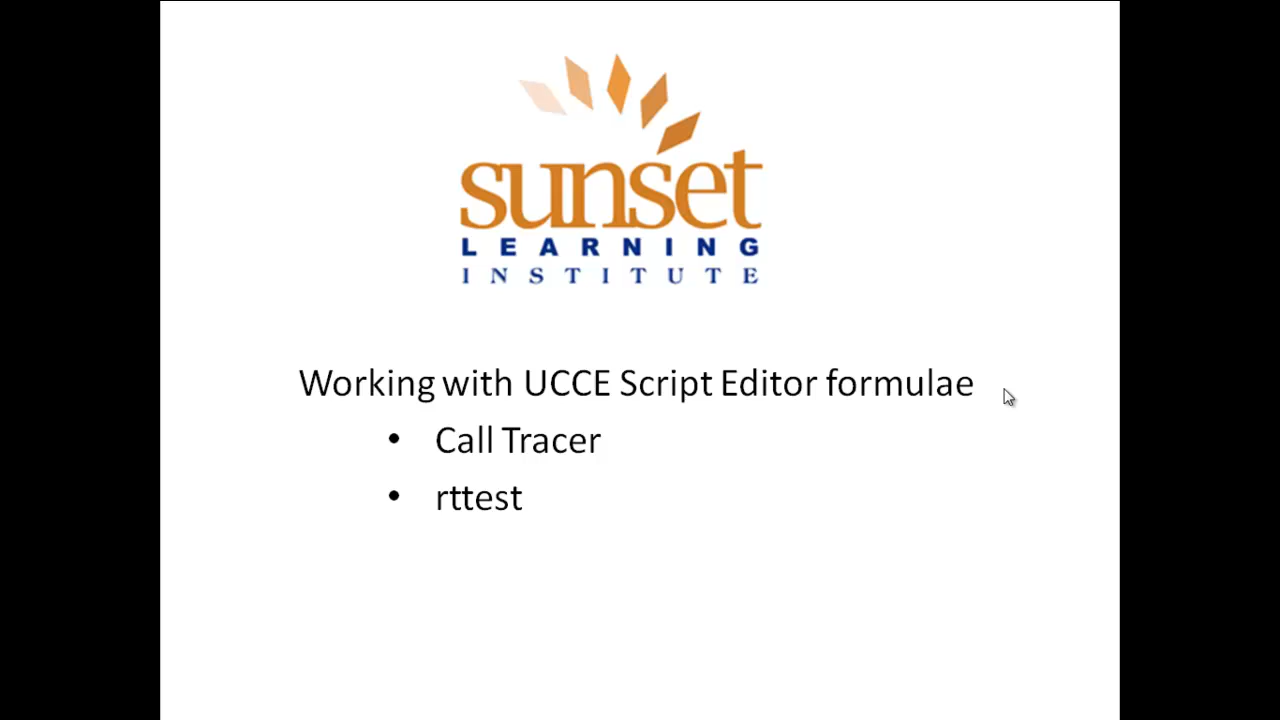 sunset
LEARNING
INSTITUTE
Working with UCCE Script Editor formulae
• Call Tracer
• rttest